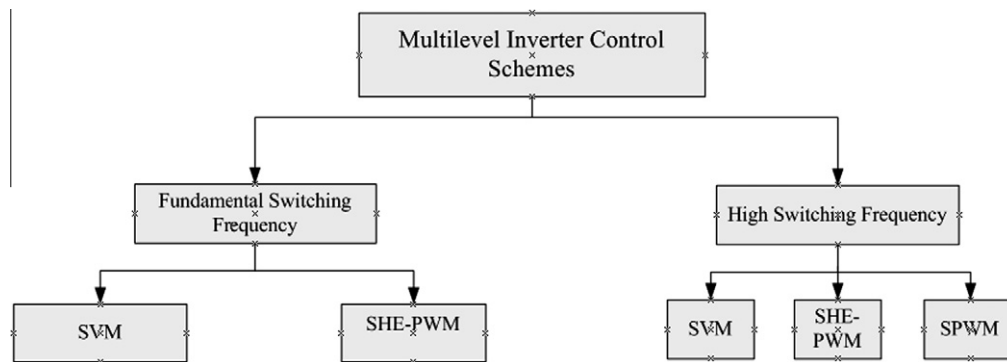 Multilevel Inverter Control
Schemes
Fundamental Switching
Frequency
High Switching Frequency
SVM
SHE-PWM
SVM
SHE-
PWM
SPWM